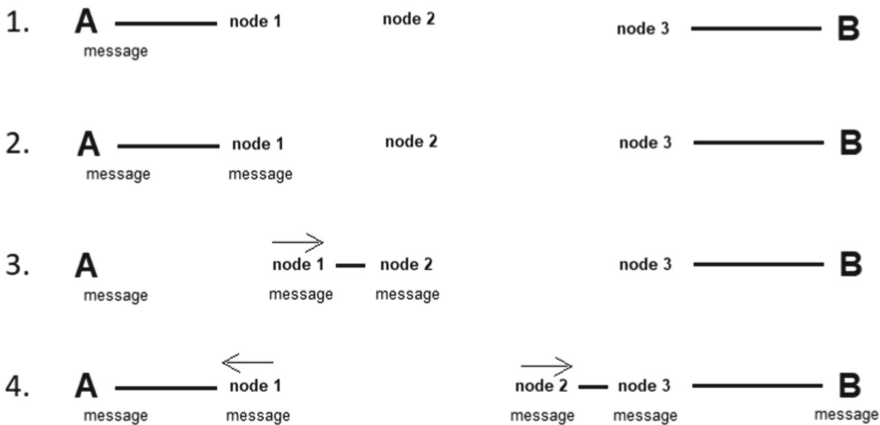 1. A node 1 node 2 node 3 B
message
2. A node 1 node 2 node 3 B
message message
3. A node 1 node 2 node 3 B
message message message
4. A node 1 node 2 node 3 B
message message message message message